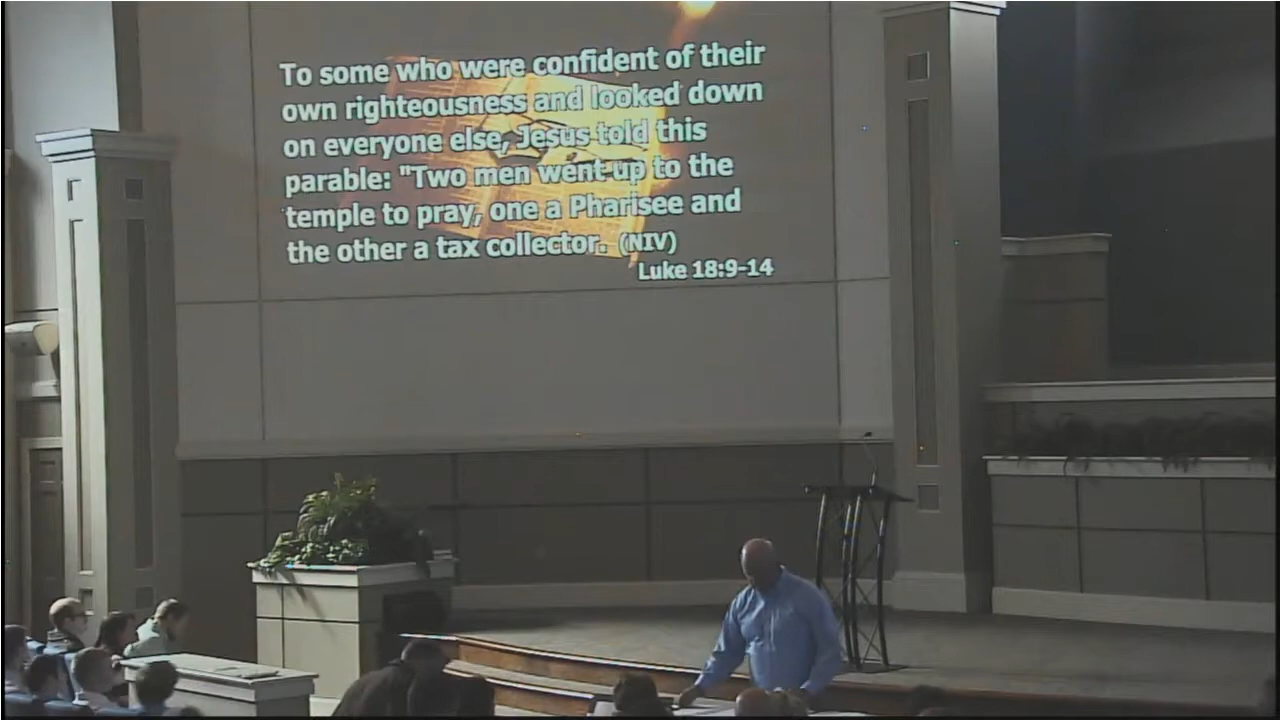 To some who were confident of their
own righteousness and looked down
on everyone else, Jesus told this
parable: "Two men went up to the
temple to pray, one a Pharisee and
the other a tax collector. (NIV)
Luke 18:9-14